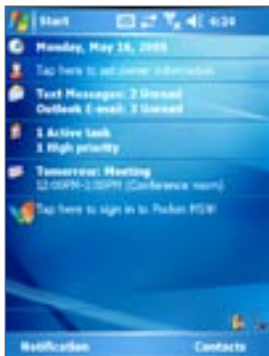 Start 4:20
Monday, May 16, 2005
Tap here to set owner information
Text Messages: 2 Unread
Outlook E-mail: 3 Unread
1 Active task
1 High priority
Tomorrow: Meeting
12:00PM-1:00PM (Conference room)
Tap here to sign in to Pocket MSN!
Notification Contacts